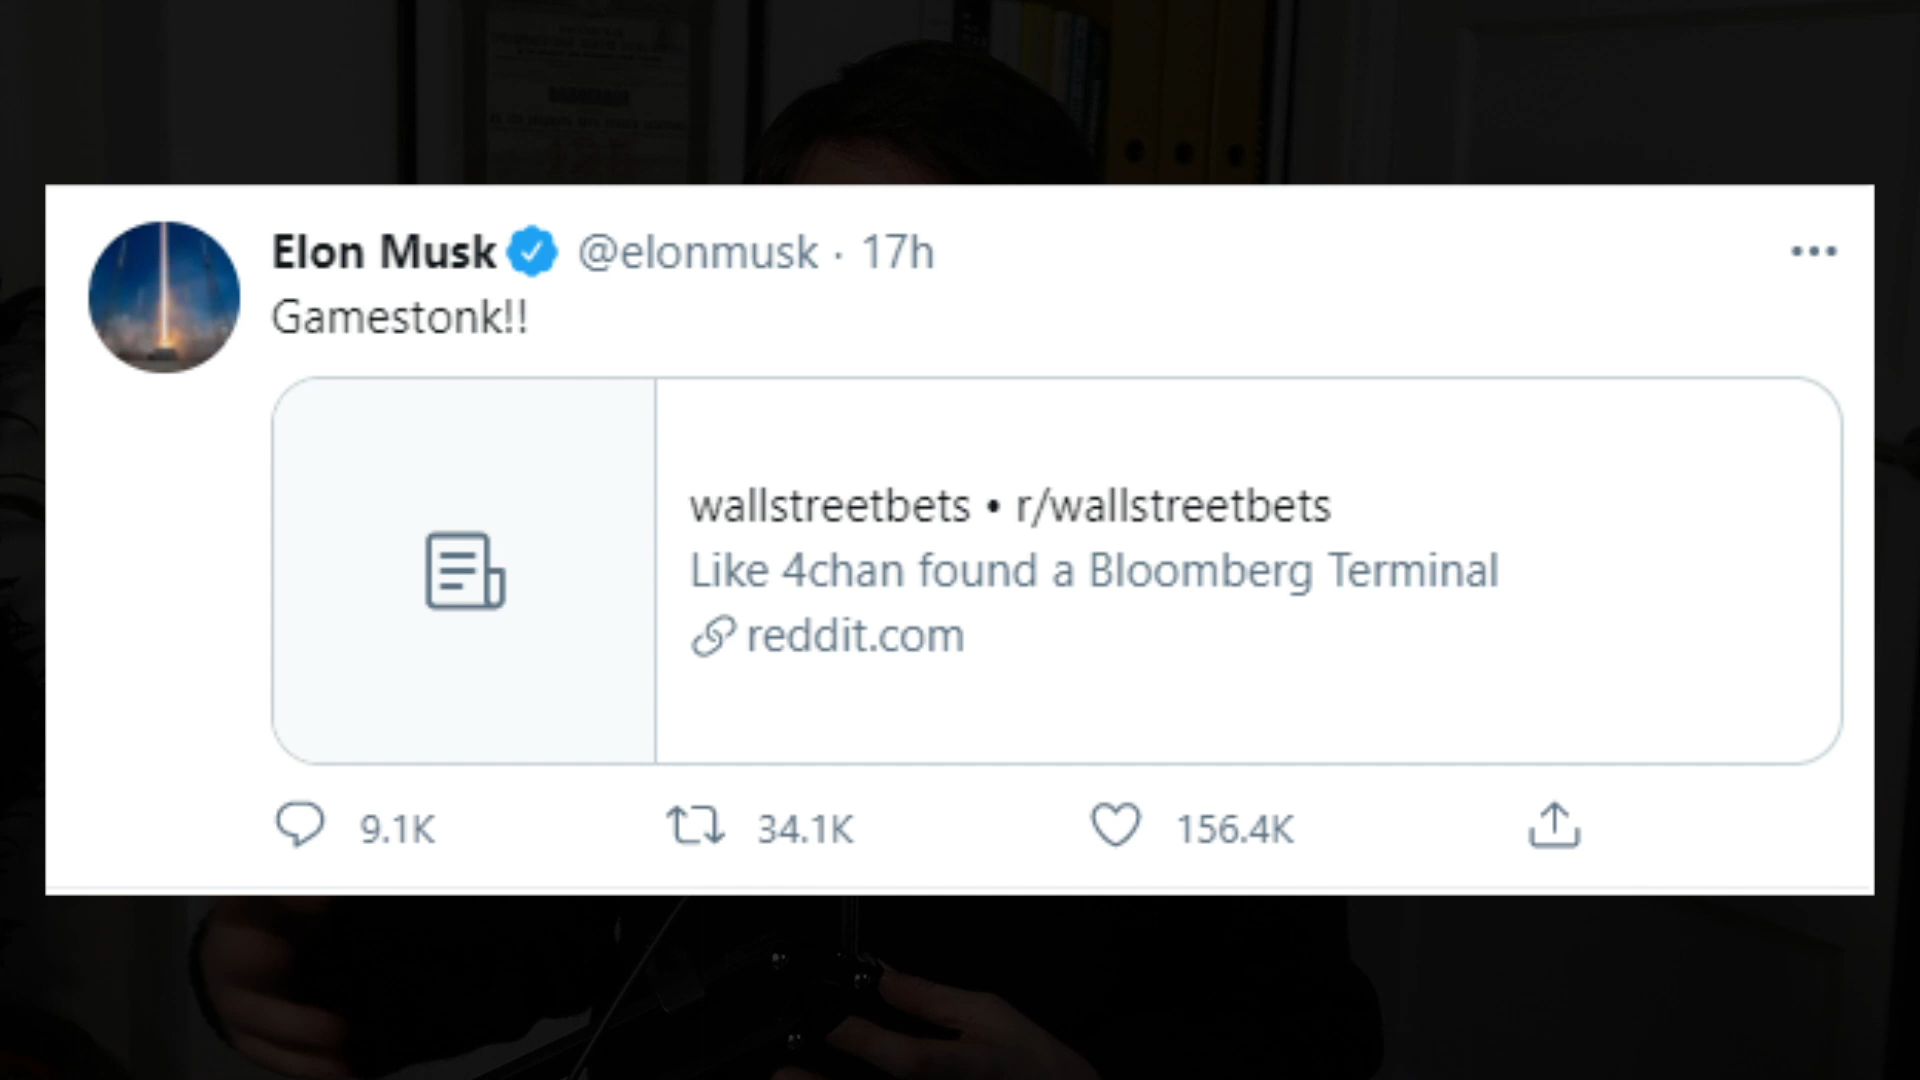 Elon Musk @elonmusk · 17h
Gamestonk!!
wallstreetbets • r/wallstreetbets
Like 4chan found a Bloomberg Terminal
reddit.com
9.1K 34.1K 156.4K